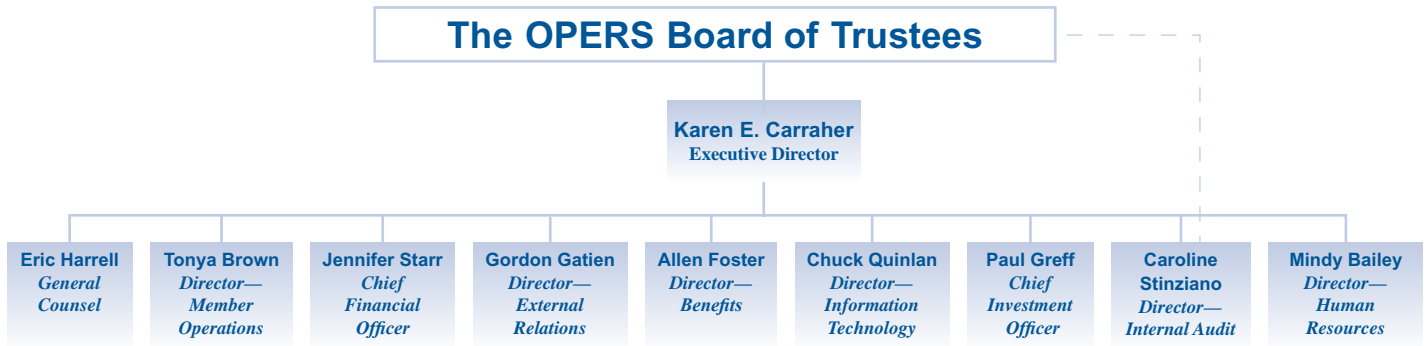 The OPERS Board of Trustees
Karen E. Carraher
Executive Director
Eric Harrell
General
Counsel
Tonya Brown
Director—
Member
Operations
Jennifer Starr
Chief
Financial
Officer
Gordon Gatien
Director—
External
Relations
Allen Foster
Director—
Benefits
Chuck Quinlan
Director—
Information
Technology
Paul Greff
Chief
Investment
Officer
Caroline
Stinziano
Director—
Internal Audit
Mindy Bailey
Director—
Human
Resources